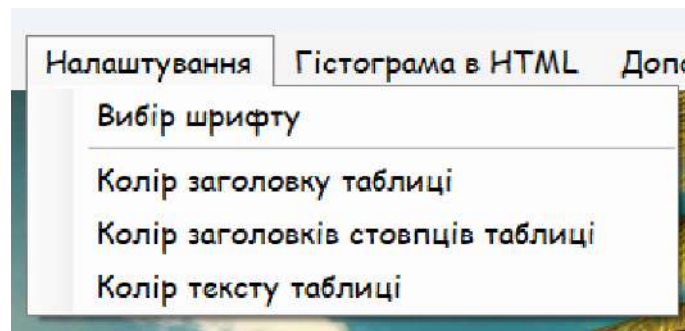 Налаштування Гістограма в HTML
Вибір шрифту
Колір заголовку таблиці
Колір заголовків стовпців таблиці
Колір тексту таблиці